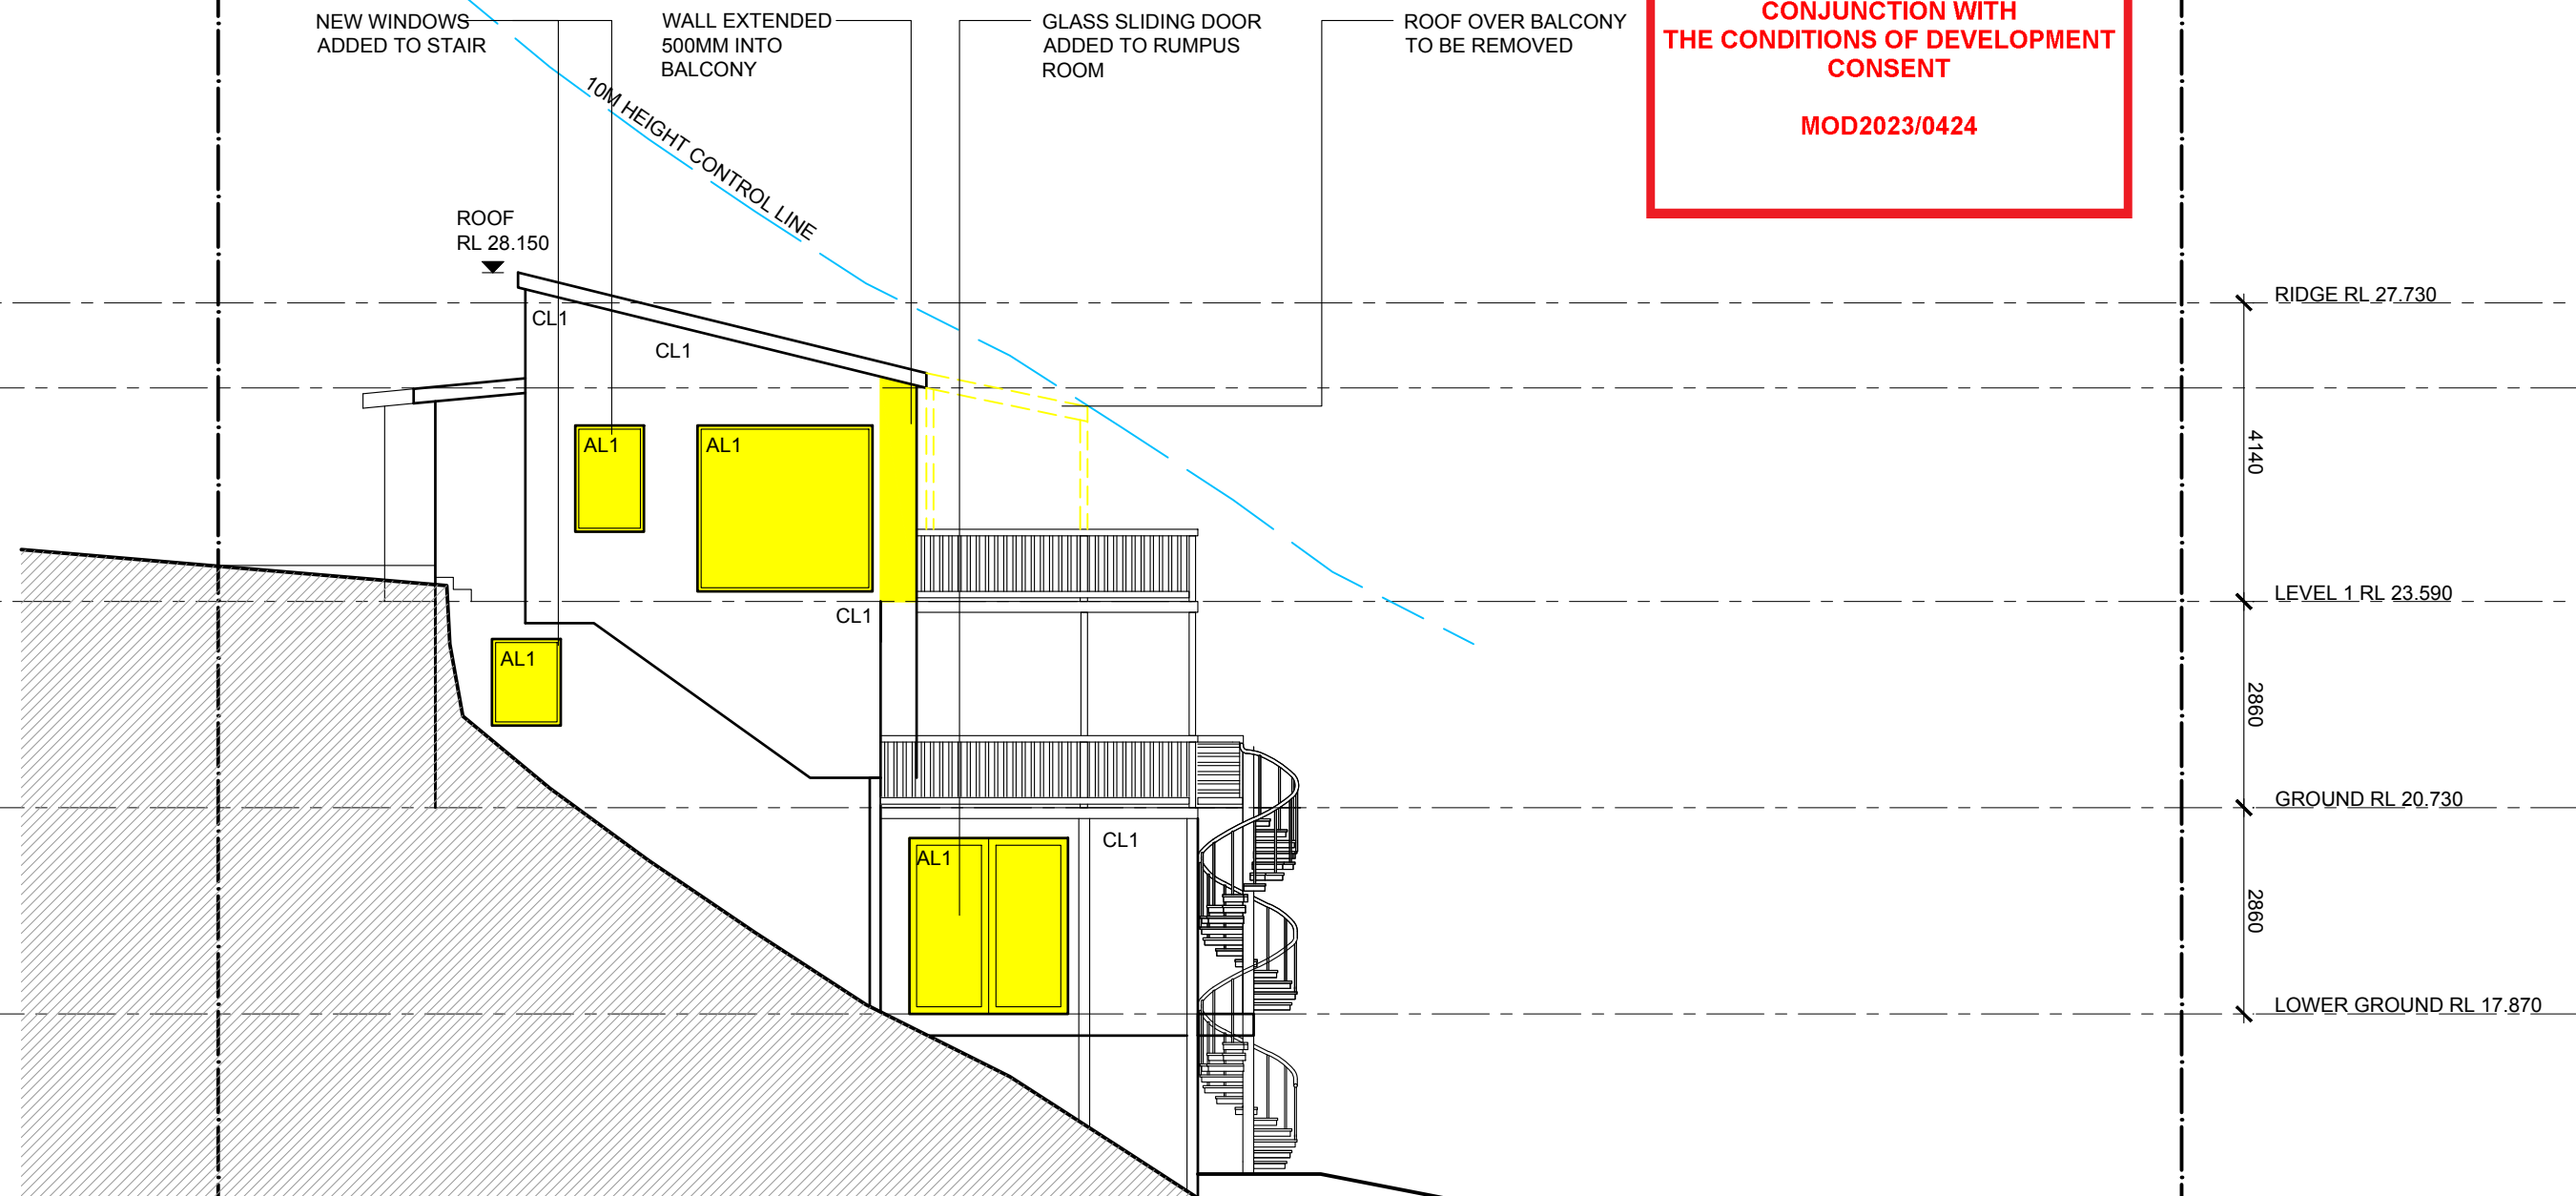 NEW WINDOWS
ADDED TO STAIR
WALL EXTENDED
500MM INTO
BALCONY
GLASS SLIDING DOOR
ADDED TO RUMPUS
ROOM
ROOF OVER BALCONY
TO BE REMOVED
CONJUNCTION WITH
THE CONDITIONS OF DEVELOPMENT
CONSENT
MOD2023/0424
10M HEIGHT CONTROL LINE
ROOF
RL 28.150
RIDGE RL 27.730
CL1
CL1
AL1
AL1
4140
LEVEL 1 RL 23.590
CL1
AL1
2860
GROUND RL 20.730
CL1
AL1
2860
LOWER GROUND RL 17.870